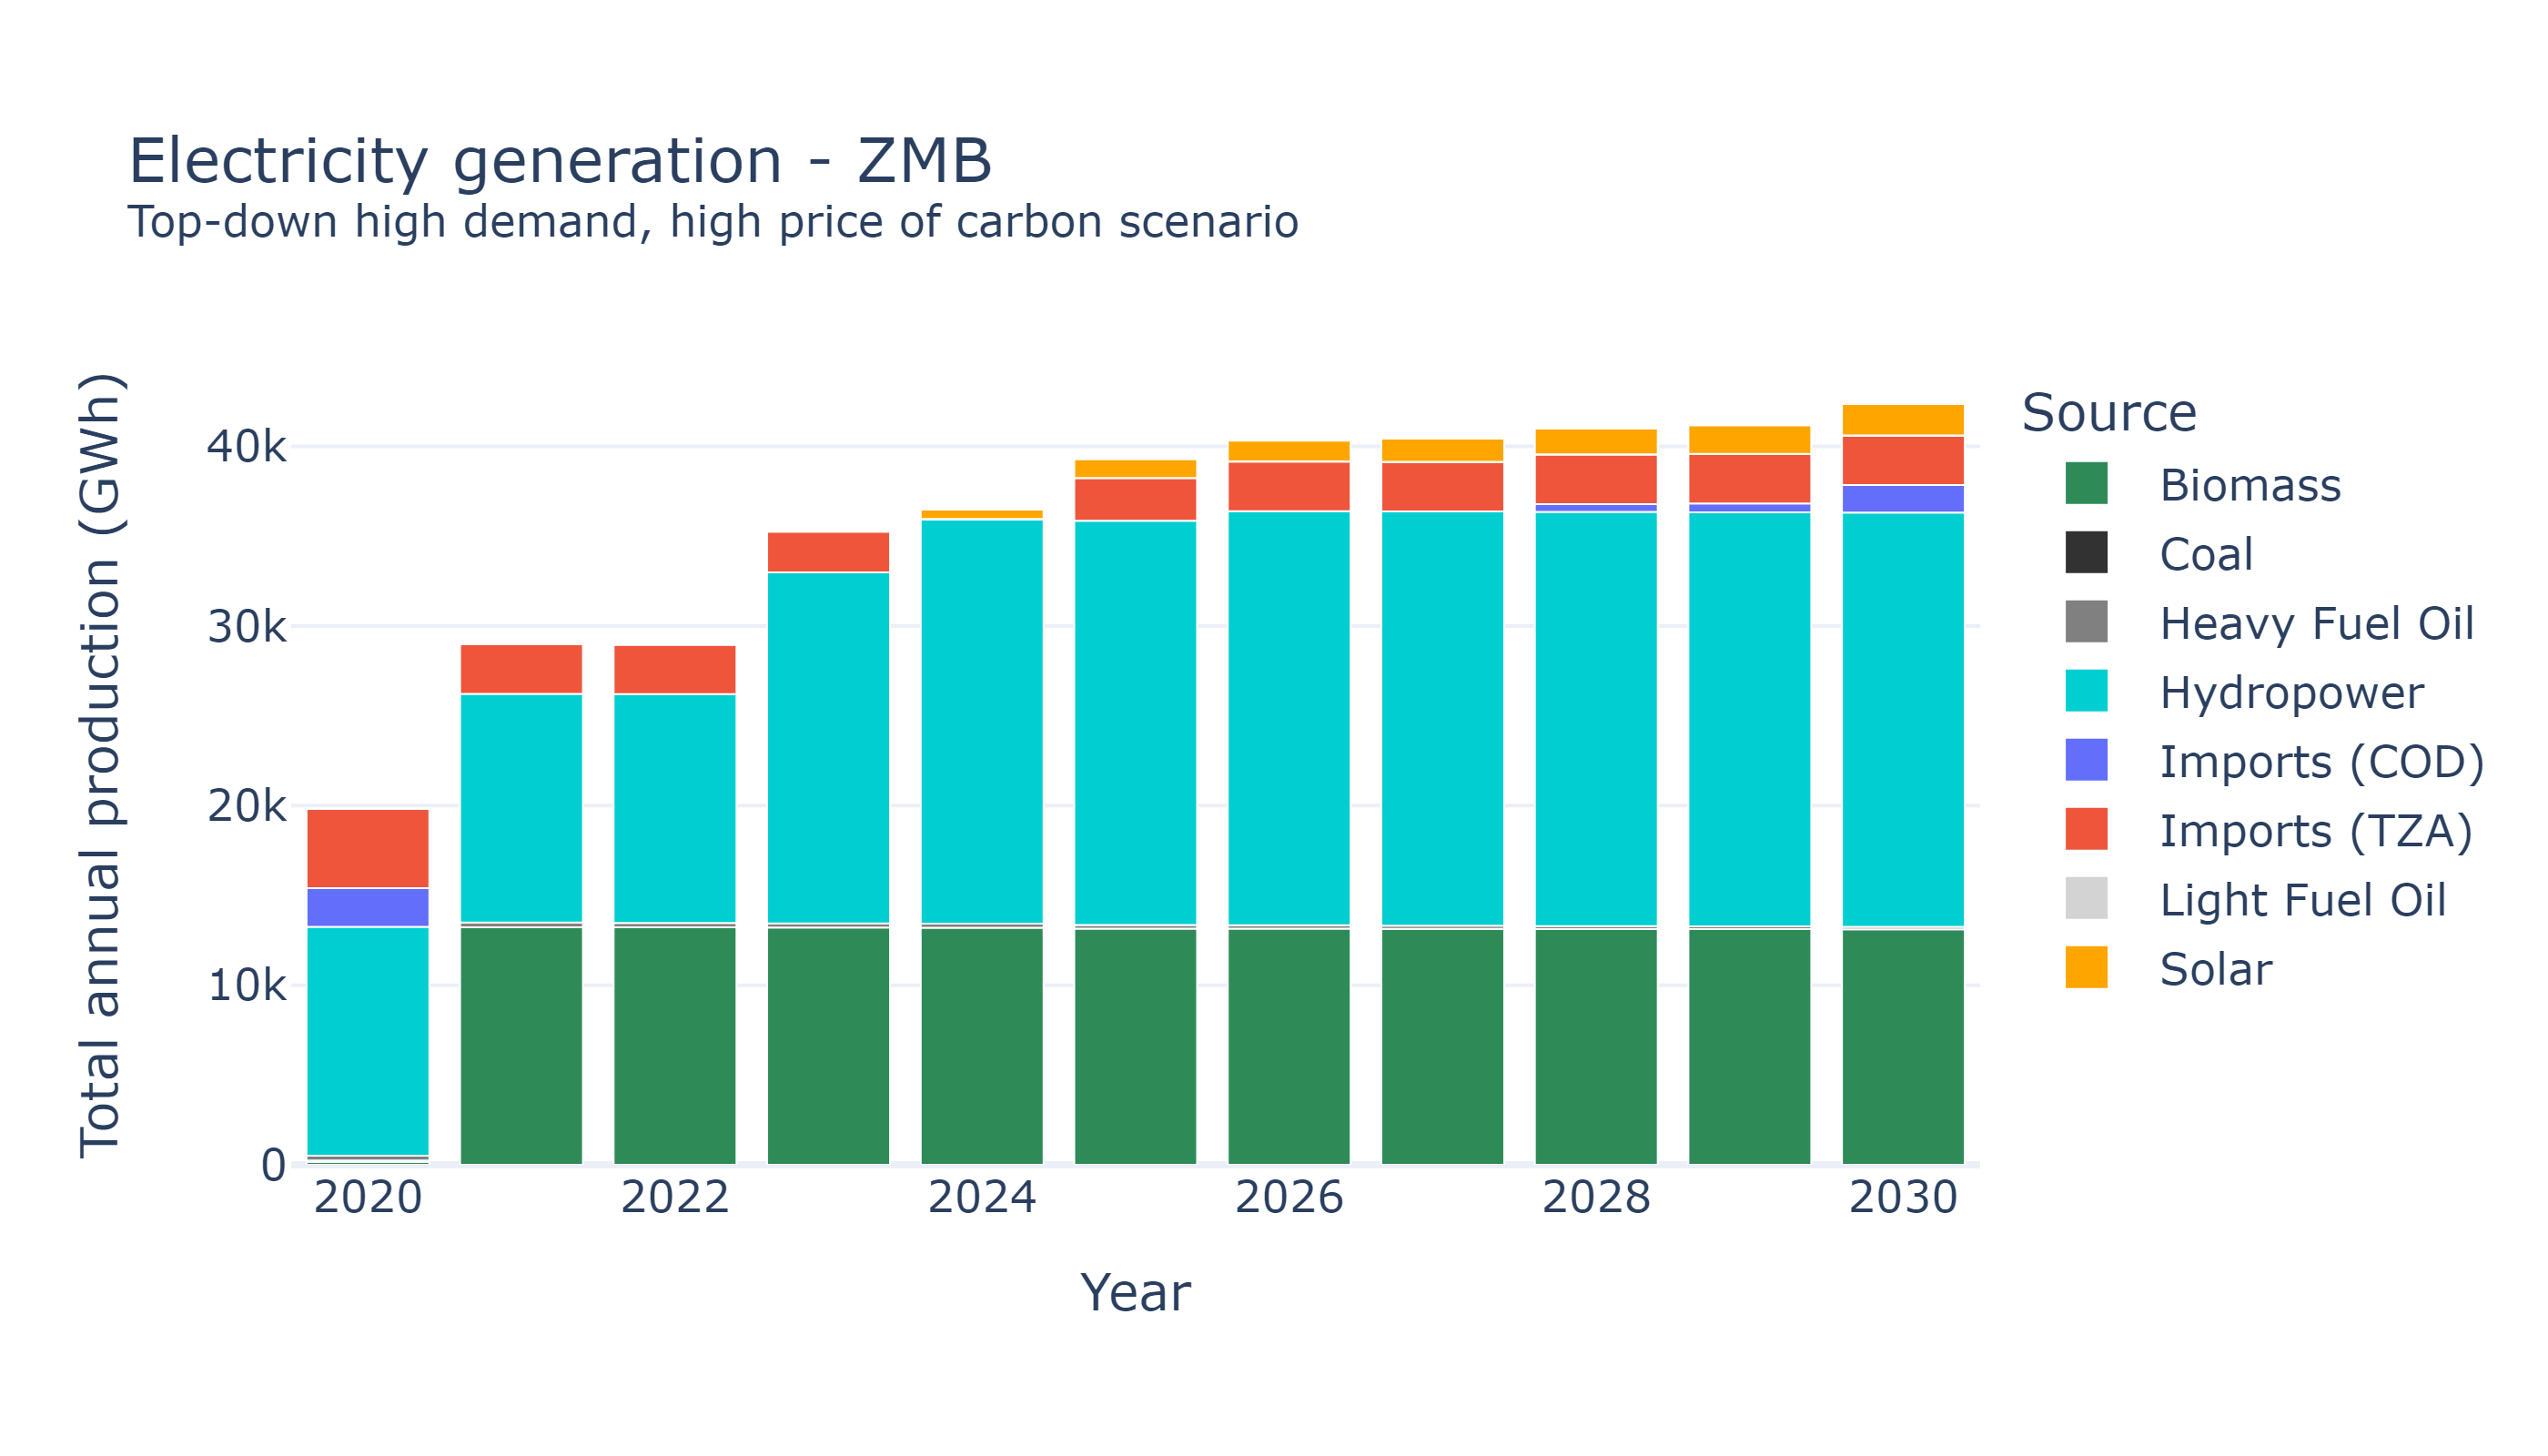 Electricity generation - ZMB
Top-down high demand, high price of carbon scenario
Total annual production (GWh)
40k
30k
20k
10k
0
2020
2022
2024
2026
2028
2030
Year
Source
Biomass
Coal
Heavy Fuel Oil
Hydropower
Imports (COD)
Imports (TZA)
Light Fuel Oil
Solar